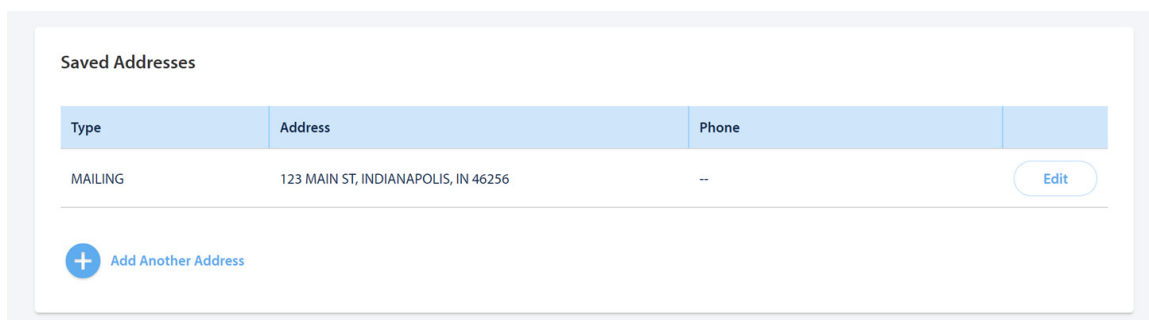 Saved Addresses
Type Address Phone
MAILING 123 MAIN ST, INDIANAPOLIS, IN 46256 -- Edit
Add Another Address